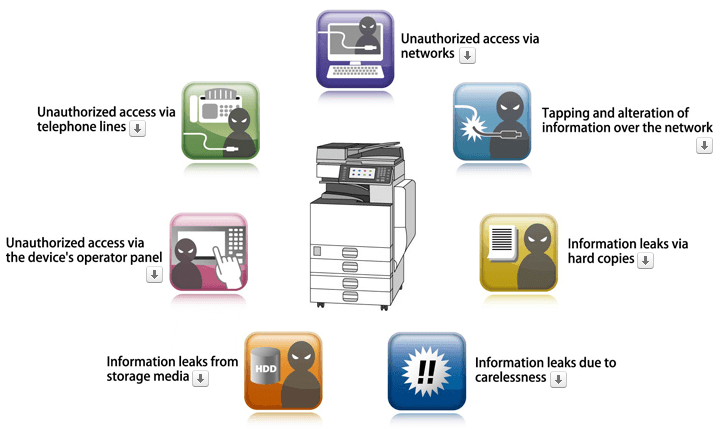 Unauthorized access via
networks
Unauthorized access via
telephone lines
Tapping and alteration of
information over the network
Unauthorized access via
the device's operator panel
Information leaks via
hard copies
Information leaks from
storage media
HDD
!!
Information leaks due to
carelessness